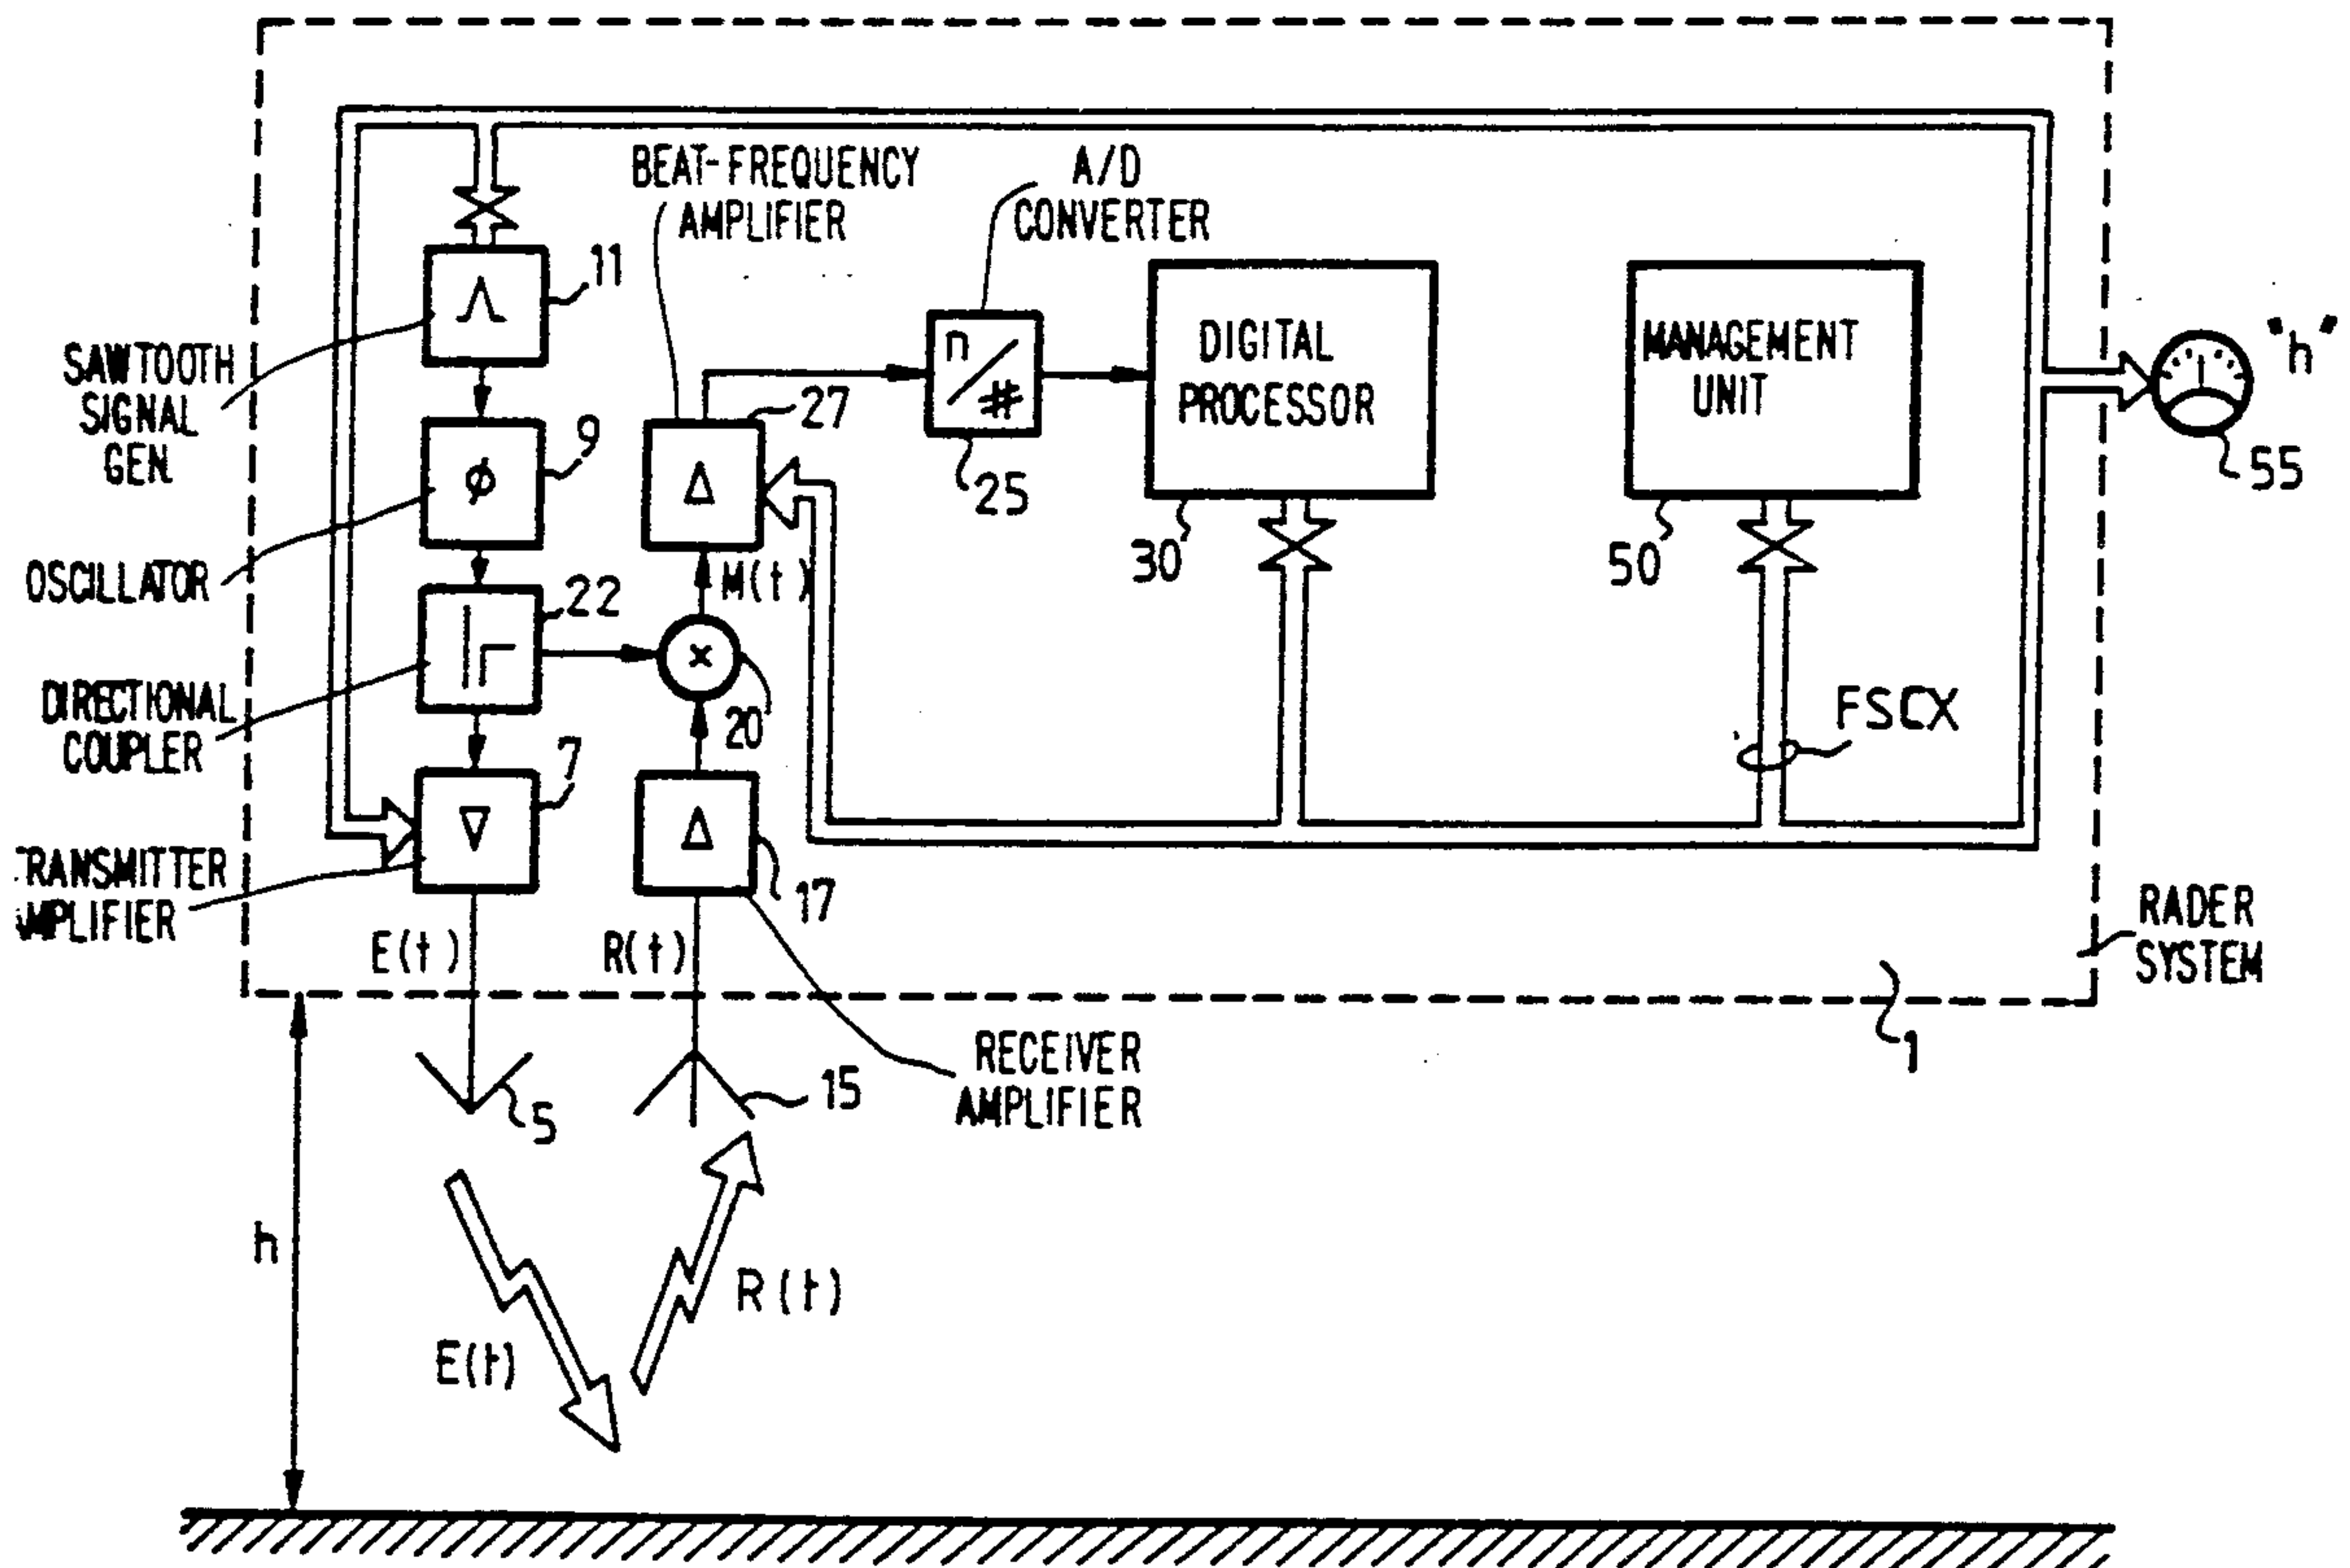 BEAT-FREQUENCY
AMPLIFIER
A/D
CONVERTER
11
SAWTOOTH
SIGNAL
GEN.
n
#
DIGITAL
PROCESSOR
MANAGEMENT
UNIT
"h"
27
9
ϕ
Δ
25
55
30
50
OSCILLATOR
22
M(t)
x
20
FSCX
DIRECTIONAL
COUPLER
7
∇
Δ
17
TRANSMITTER
AMPLIFIER
E(t)
R(t)
RADER
SYSTEM
1
RECEIVER
AMPLIFIER
5
15
h
R(t)
E(t)